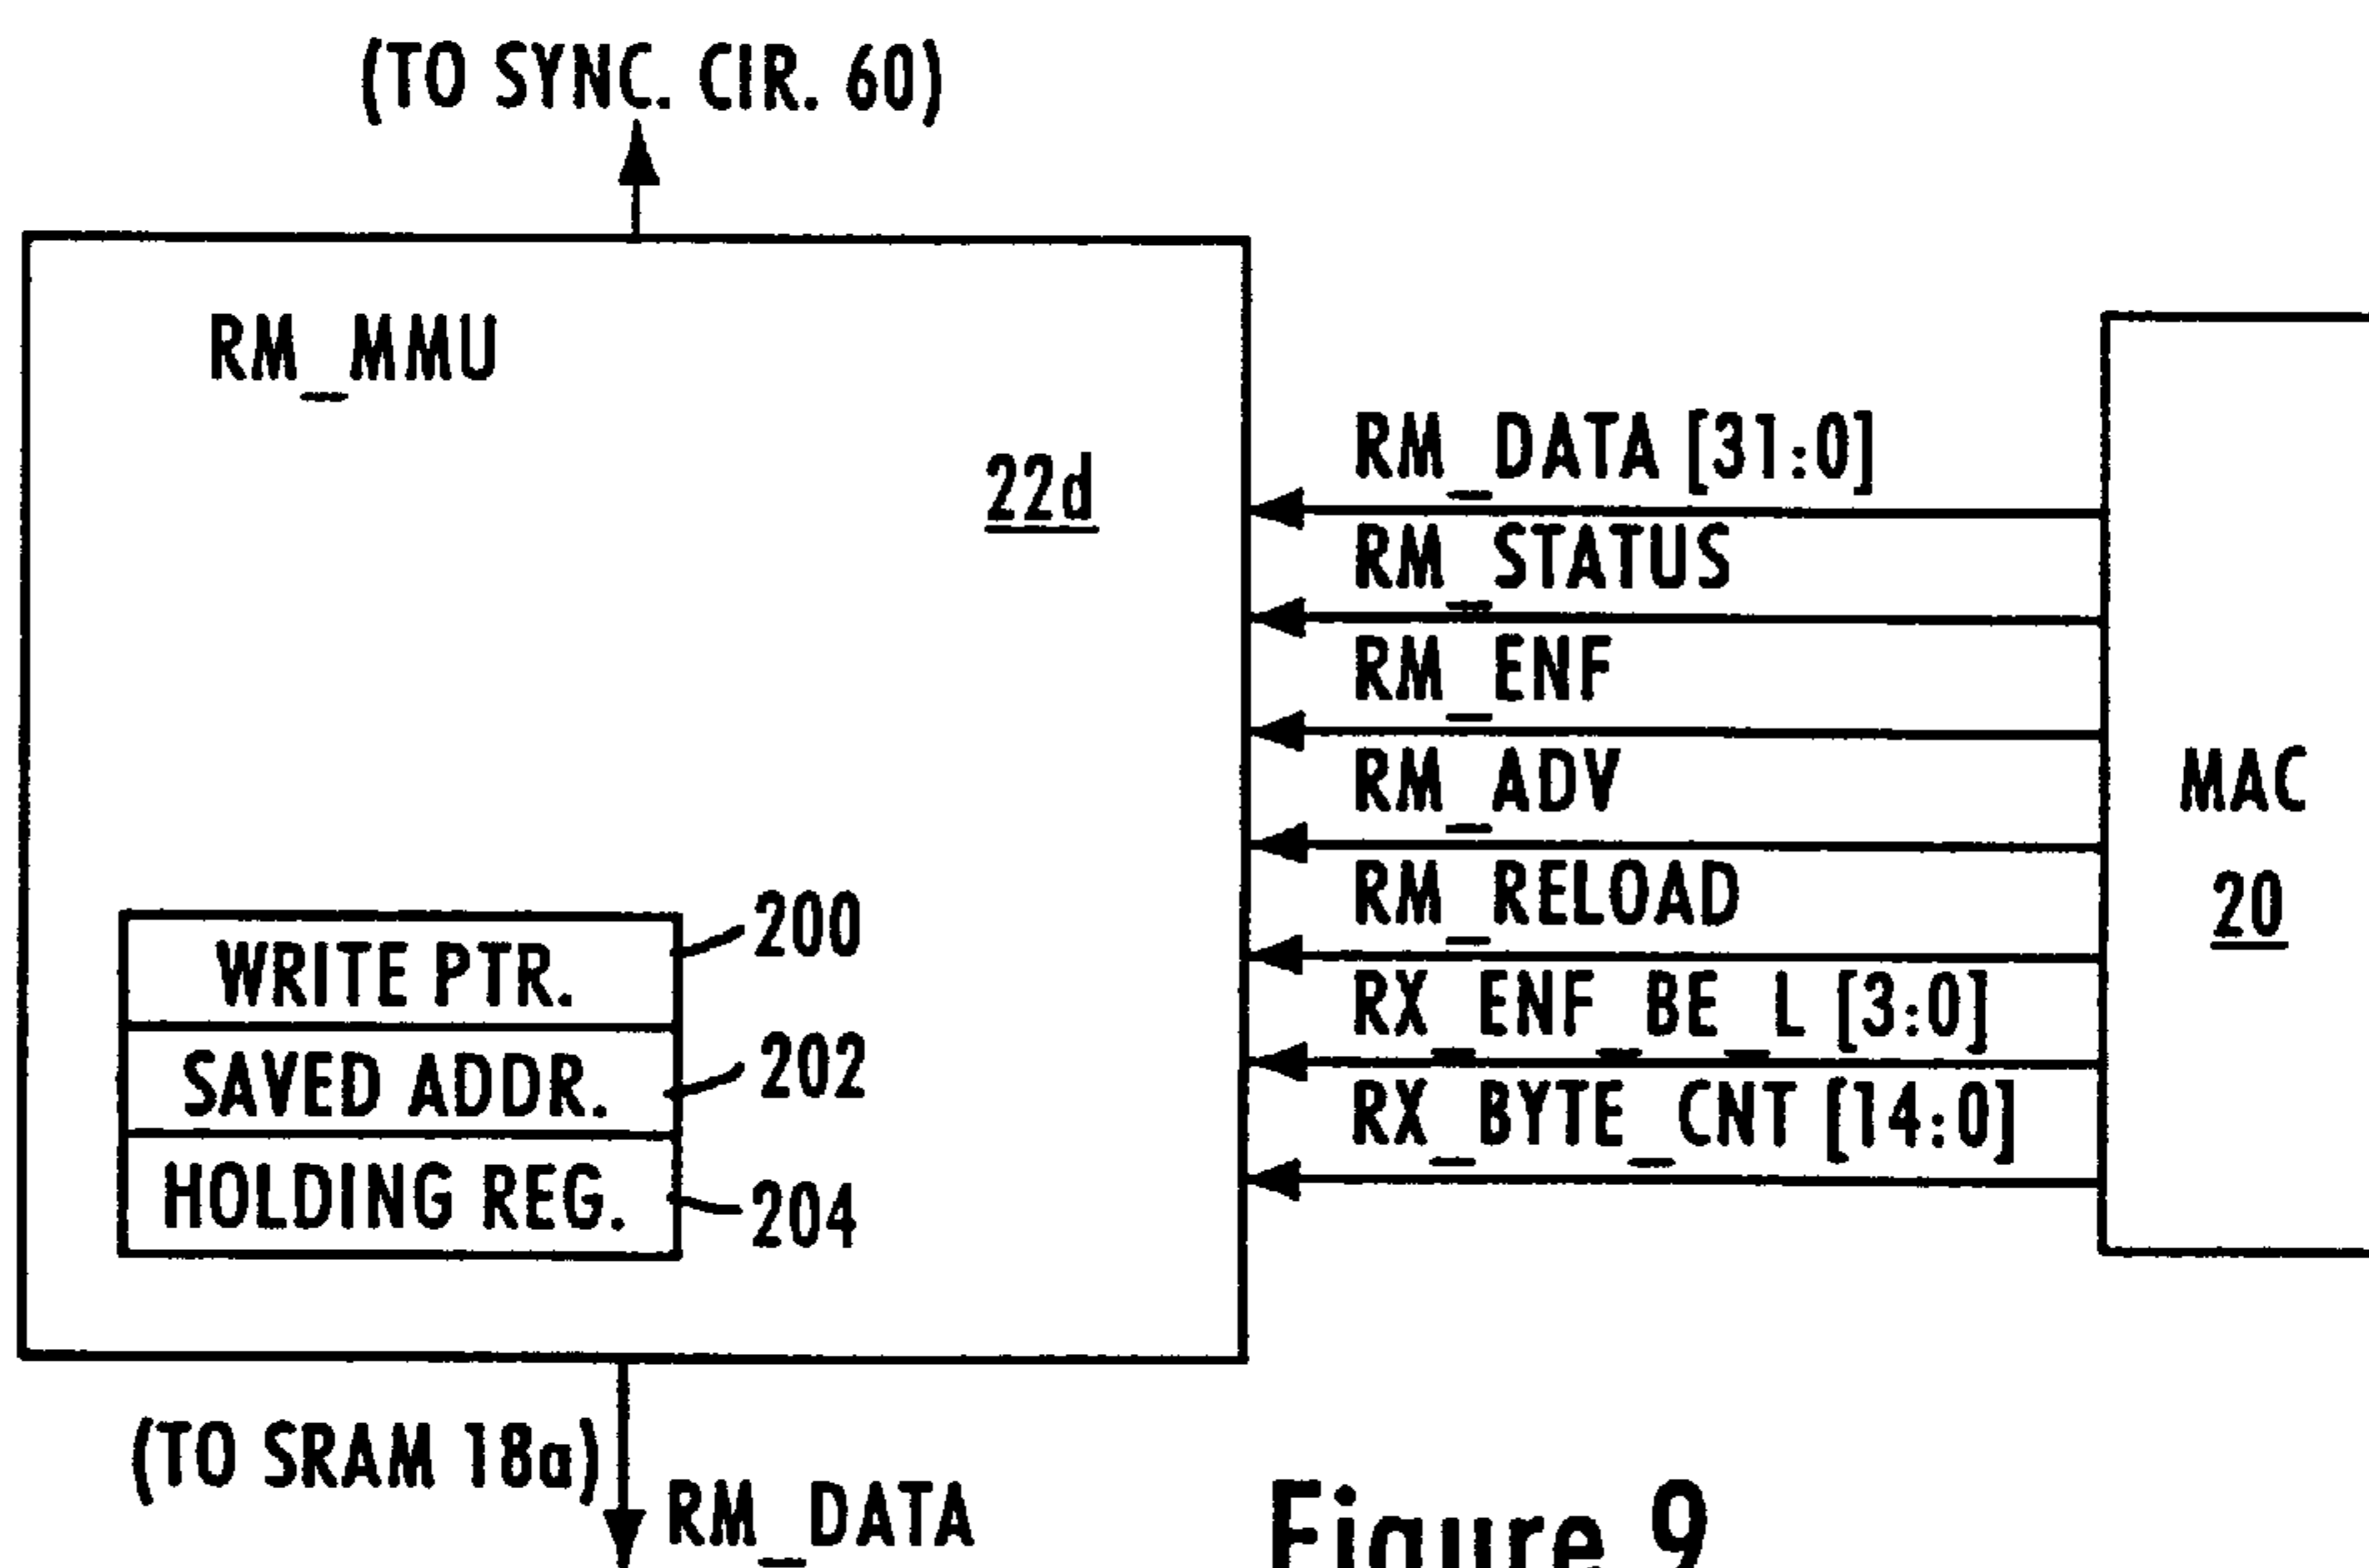 (TO SYNC. CIR. 60)
RM_MMU
22d
RM_DATA [31:0]
RM_STATUS
RM_ENF
RM_ADV
RM_RELOAD
RX_ENF_BE_L [3:0]
RX_BYTE_CNT [14:0]
MAC
20
WRITE PTR.
200
SAVED ADDR.
202
HOLDING REG.
204
(TO SRAM 18a)
RM_DATA
Figure 9